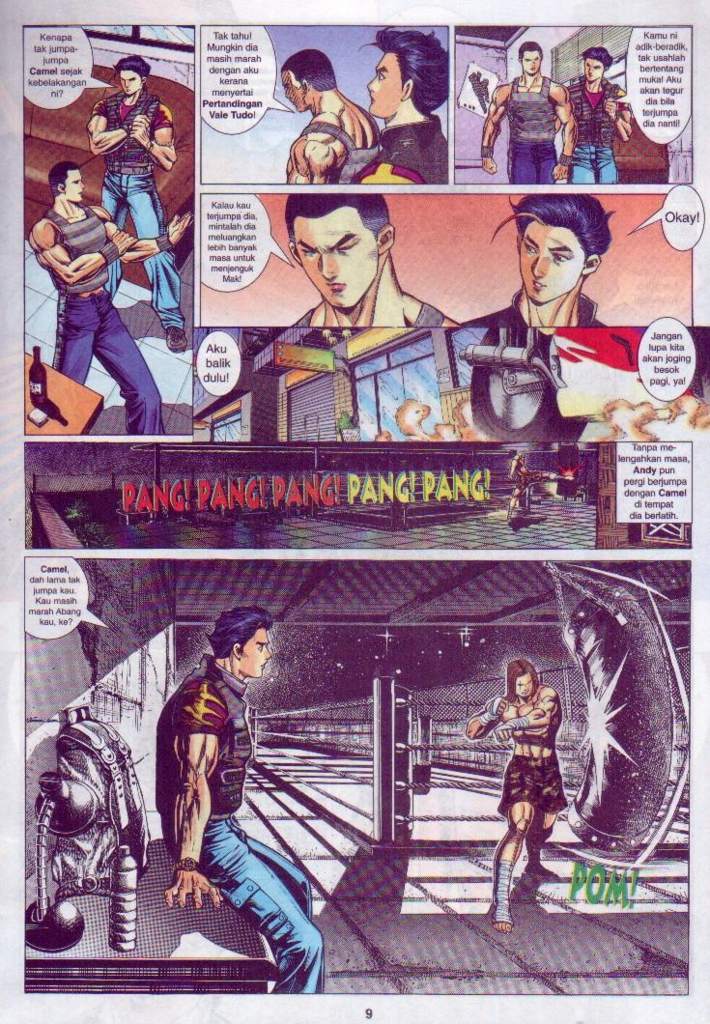 Kenapa
tak jumpa-
jumpa
Camel sejak
kebelakangan
ni?
Tak tahu!
Mungkin dia
masih marah
dengan aku
kerana
menyertai
Pertandingan
Vale Tudo!
Kamu ni
adik-beradik,
tak usahlah
bertentang
muka! Aku
akan tegur
dia bila
terjumpa
dia nanti!
Kalau kau
terjumpa dia,
mintalah dia
meluangkan
lebih banyak
masa untuk
menjenguk
Mak!
Okay!
Aku
balik
dulu!
Jangan
lupa kita
akan joging
besok
pagi, ya!
Tanpa me-
lengahkan masa,
Andy pun
pergi berjumpa
dengan Camel
di tempat
dia berlatih.
PANG! PANG! PANG! PANG! PANG!
Camel,
dah lama tak
jumpa kau.
Kau masih
marah Abang
kau, ke?
POM!
9